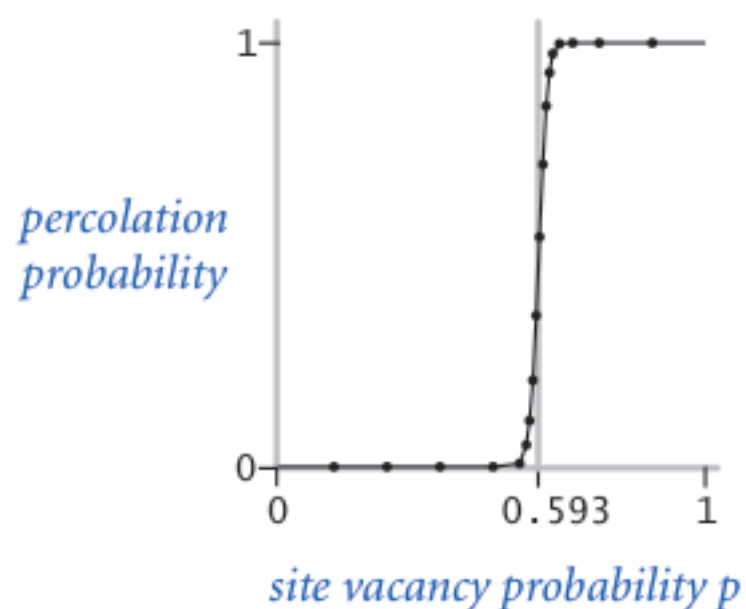 1
percolation
probability
0
0 0.593 1
site vacancy probability p